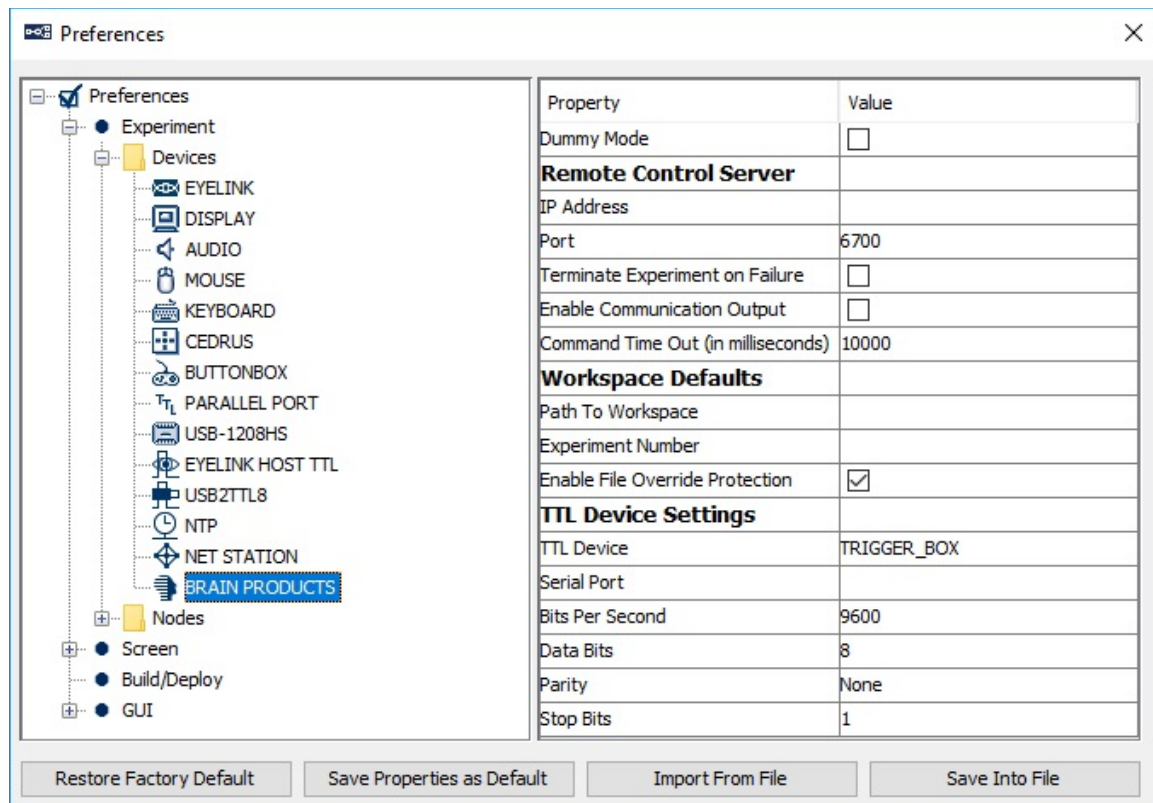 Preferences
Preferences
Experiment
Devices
EYELINK
DISPLAY
AUDIO
MOUSE
KEYBOARD
CEDRUS
BUTTONBOX
TTL PARALLEL PORT
USB-1208HS
EYELINK HOST TTL
USB2TTL8
NTP
NET STATION
BRAIN PRODUCTS
Nodes
Screen
Build/Deploy
GUI
Property Value
Dummy Mode
Remote Control Server
IP Address
Port 6700
Terminate Experiment on Failure
Enable Communication Output
Command Time Out (in milliseconds) 10000
Workspace Defaults
Path To Workspace
Experiment Number
Enable File Override Protection
TTL Device Settings
TTL Device TRIGGER_BOX
Serial Port
Bits Per Second 9600
Data Bits 8
Parity None
Stop Bits 1
Restore Factory Default Save Properties as Default Import From File Save Into File